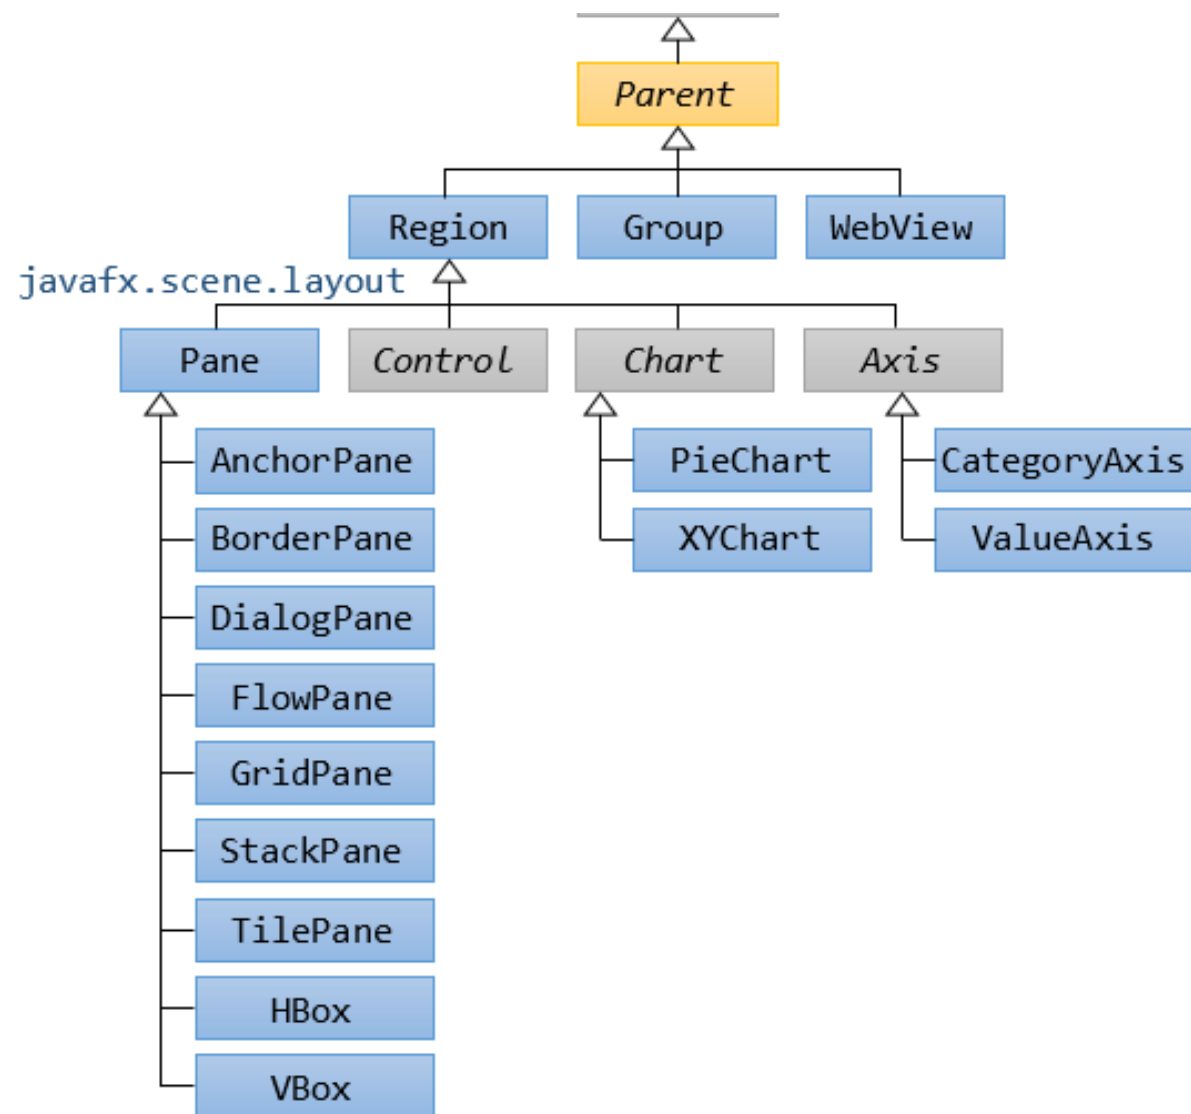 Parent
Region Group WebView
javafx.scene.layout
Pane Control Chart Axis
AnchorPane PieChart CategoryAxis
BorderPane XYChart ValueAxis
DialogPane
FlowPane
GridPane
StackPane
TilePane
HBox
VBox